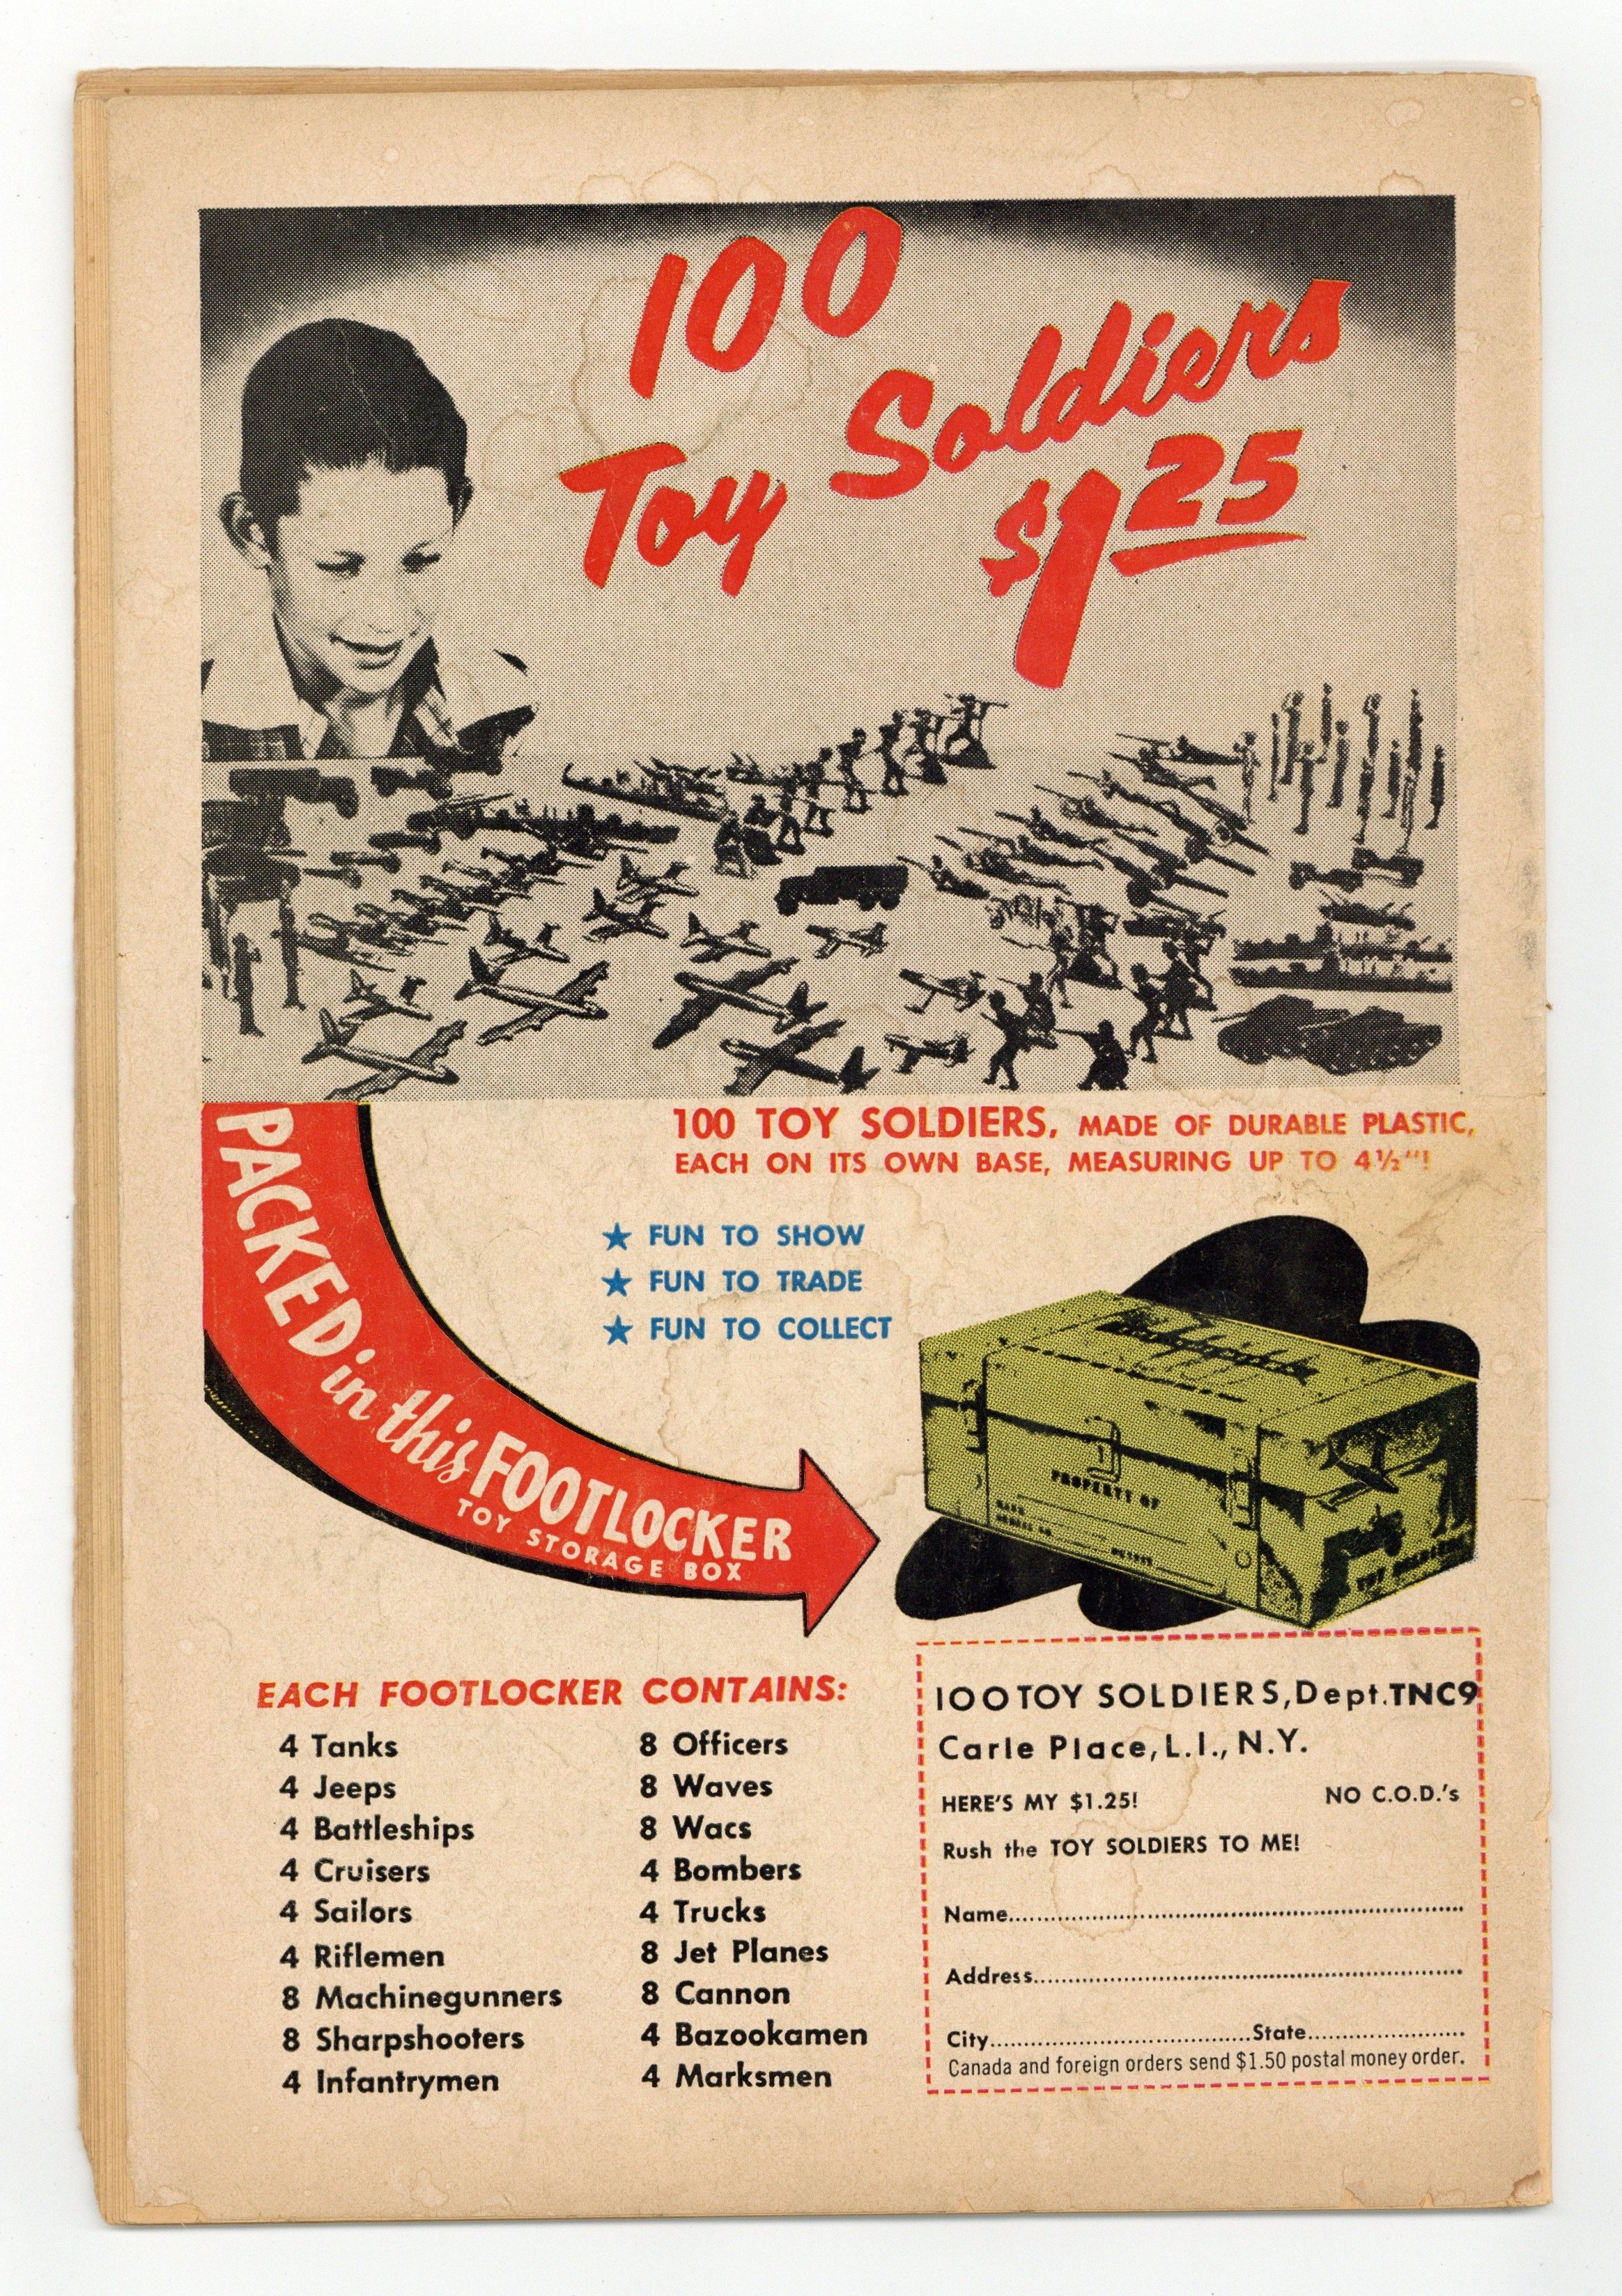 100
Toy Soldiers
$1.25
100 TOY SOLDIERS, MADE OF DURABLE PLASTIC,
EACH ON ITS OWN BASE, MEASURING UP TO 4½"!
PACKED in this FOOTLOCKER
TOY STORAGE BOX
★ FUN TO SHOW
★ FUN TO TRADE
★ FUN TO COLLECT
PROPERTY OF
TOY SOLDIERS
EACH FOOTLOCKER CONTAINS:
4 Tanks
4 Jeeps
4 Battleships
4 Cruisers
4 Sailors
4 Riflemen
8 Machinegunners
8 Sharpshooters
4 Infantrymen
8 Officers
8 Waves
8 Wacs
4 Bombers
4 Trucks
8 Jet Planes
8 Cannon
4 Bazookamen
4 Marksmen
100 TOY SOLDIERS, Dept. TNC9
Carle Place, L.I., N.Y.
HERE'S MY $1.25! NO C.O.D.'s
Rush the TOY SOLDIERS TO ME!
Name
Address
City State
Canada and foreign orders send $1.50 postal money order.